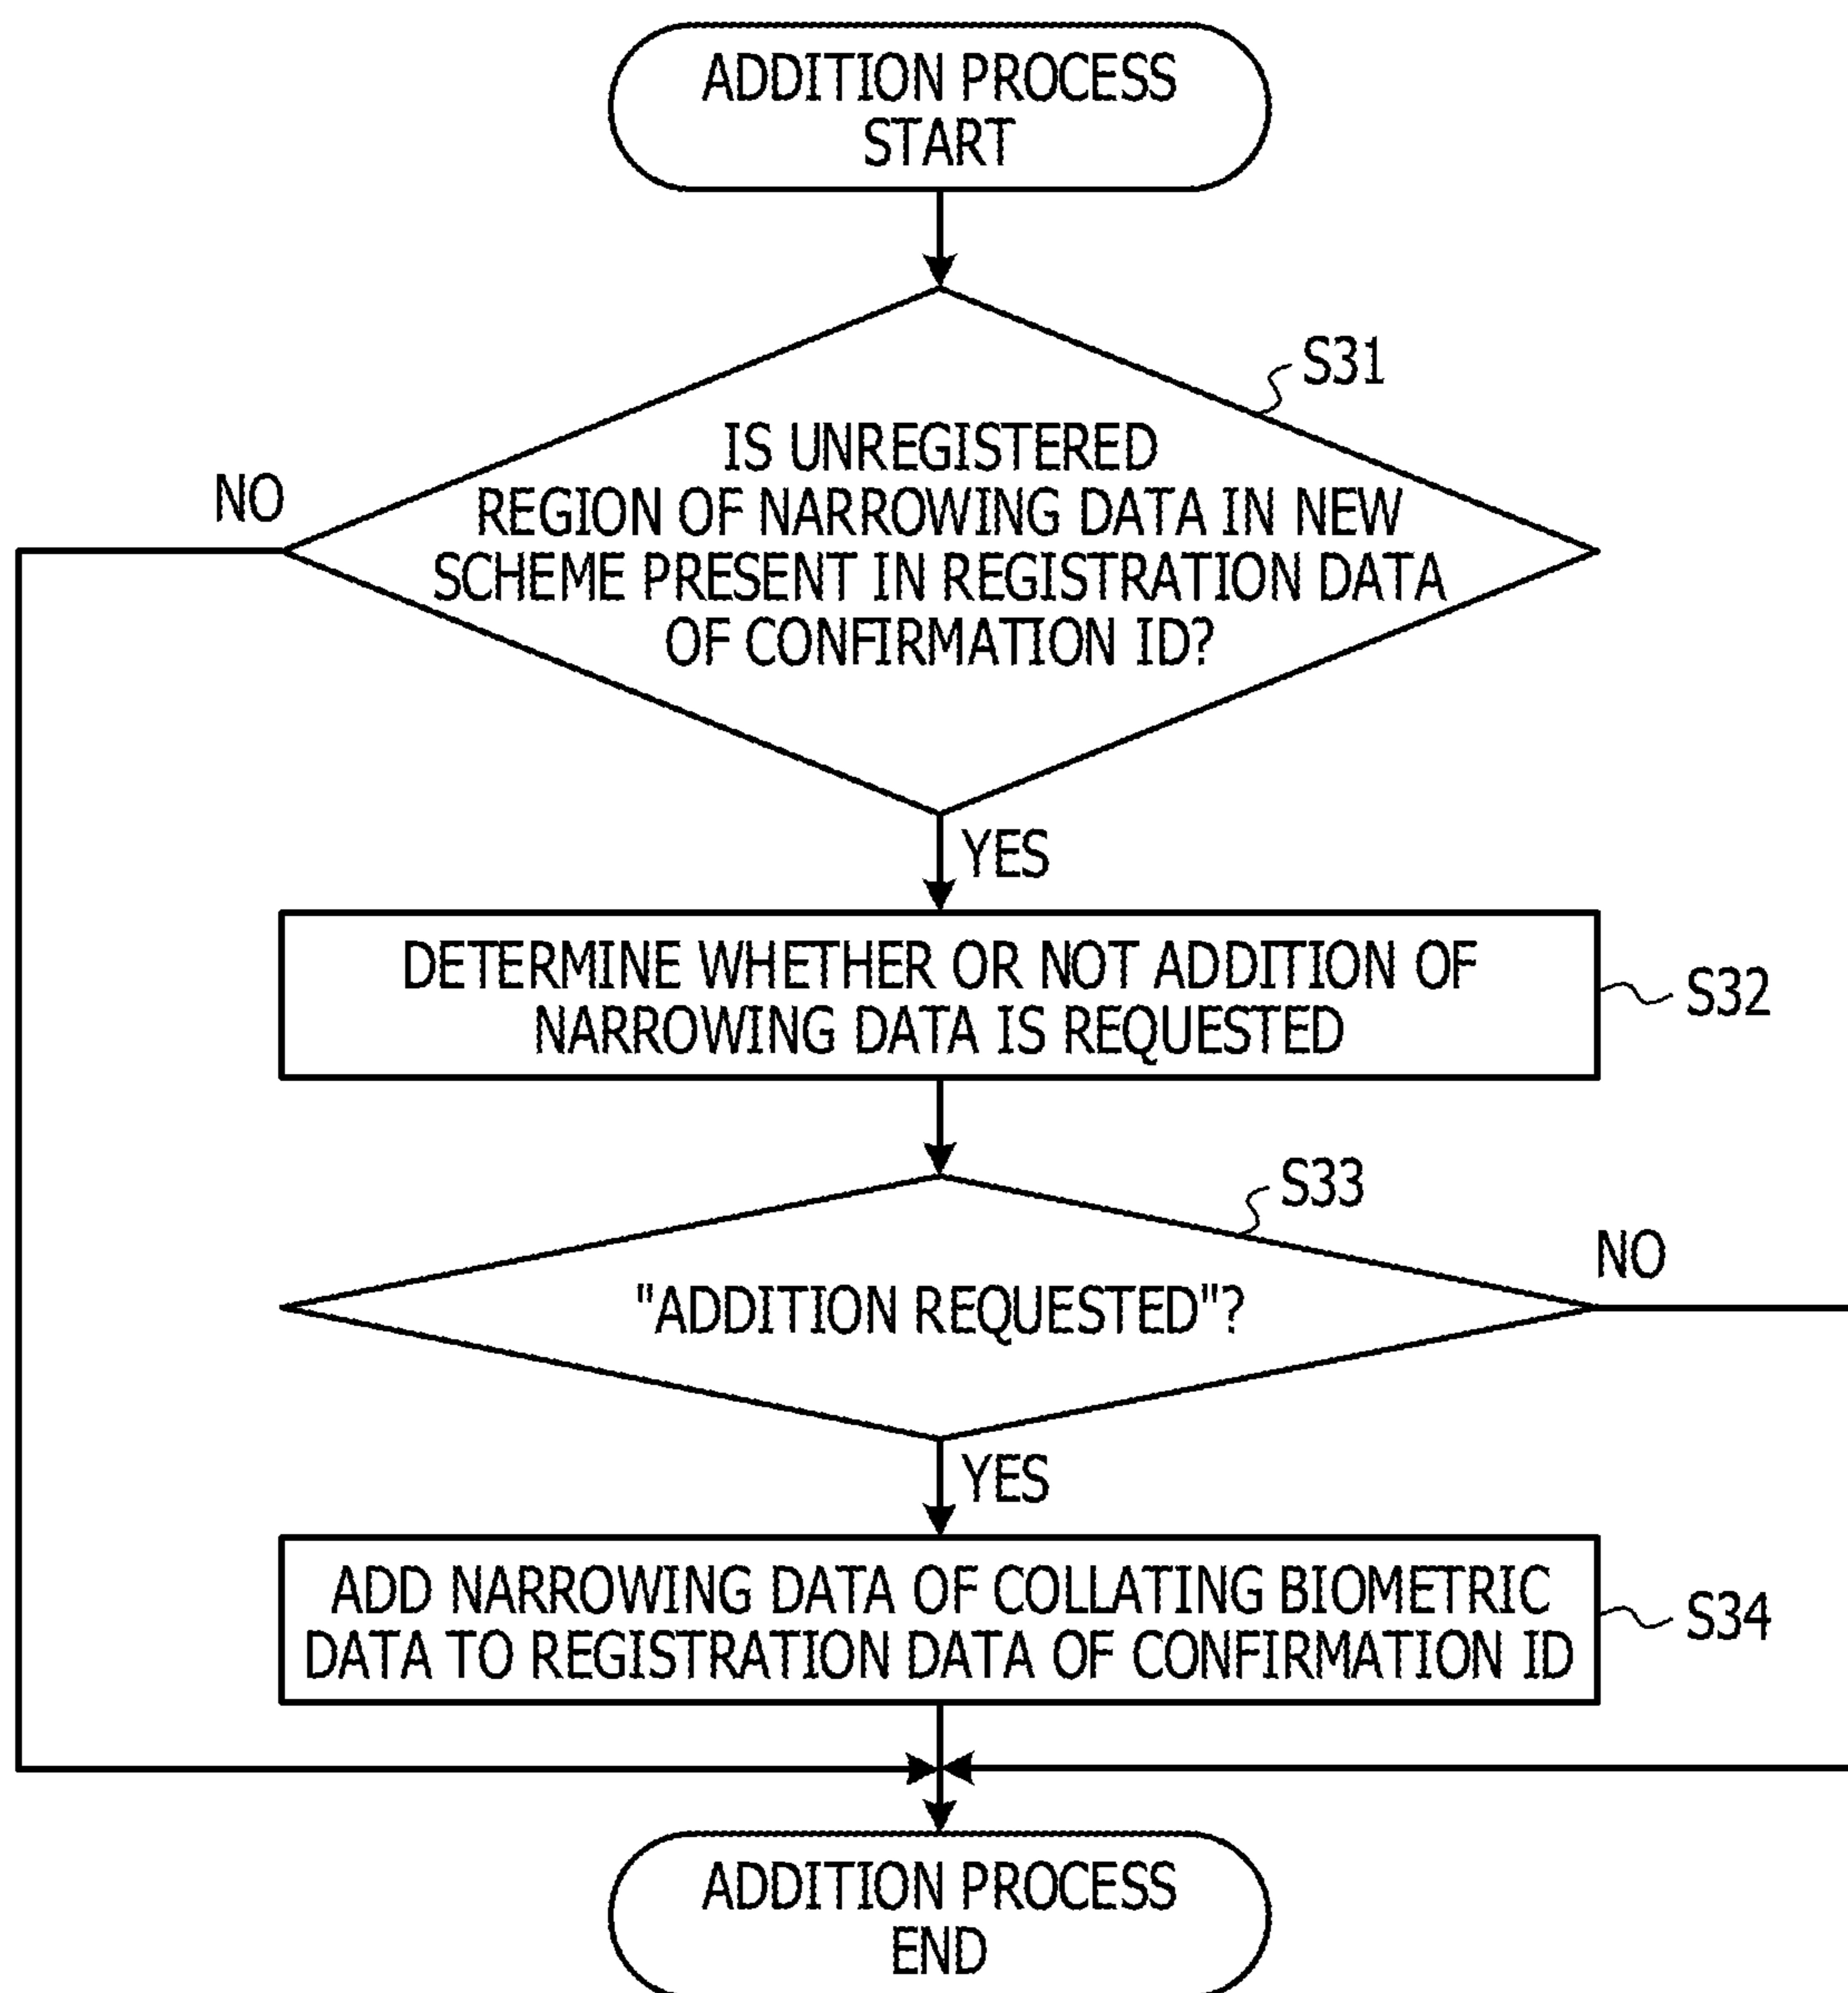 ADDITION PROCESS
START
S31
IS UNREGISTERED
NO
REGION OF NARROWING DATA IN NEW
SCHEME PRESENT IN REGISTRATION DATA
OF CONFIRMATION ID?
YES
DETERMINE WHETHER OR NOT ADDITION OF
NARROWING DATA IS REQUESTED
S32
S33
NO
"ADDITION REQUESTED"?
YES
ADD NARROWING DATA OF COLLATING BIOMETRIC
DATA TO REGISTRATION DATA OF CONFIRMATION ID
S34
ADDITION PROCESS
END